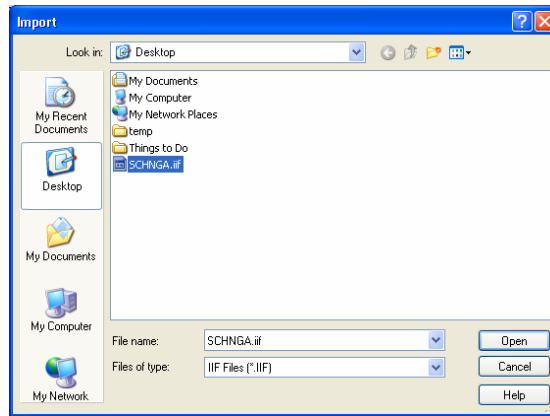 Import
Look in:
Desktop
My Recent
Documents
Desktop
My Documents
My Computer
My Network
My Documents
My Computer
My Network Places
temp
Things to Do
SCHNGA.iif
File name:
SCHNGA.iif
Open
Files of type:
IIF Files (*.IIF)
Cancel
Help